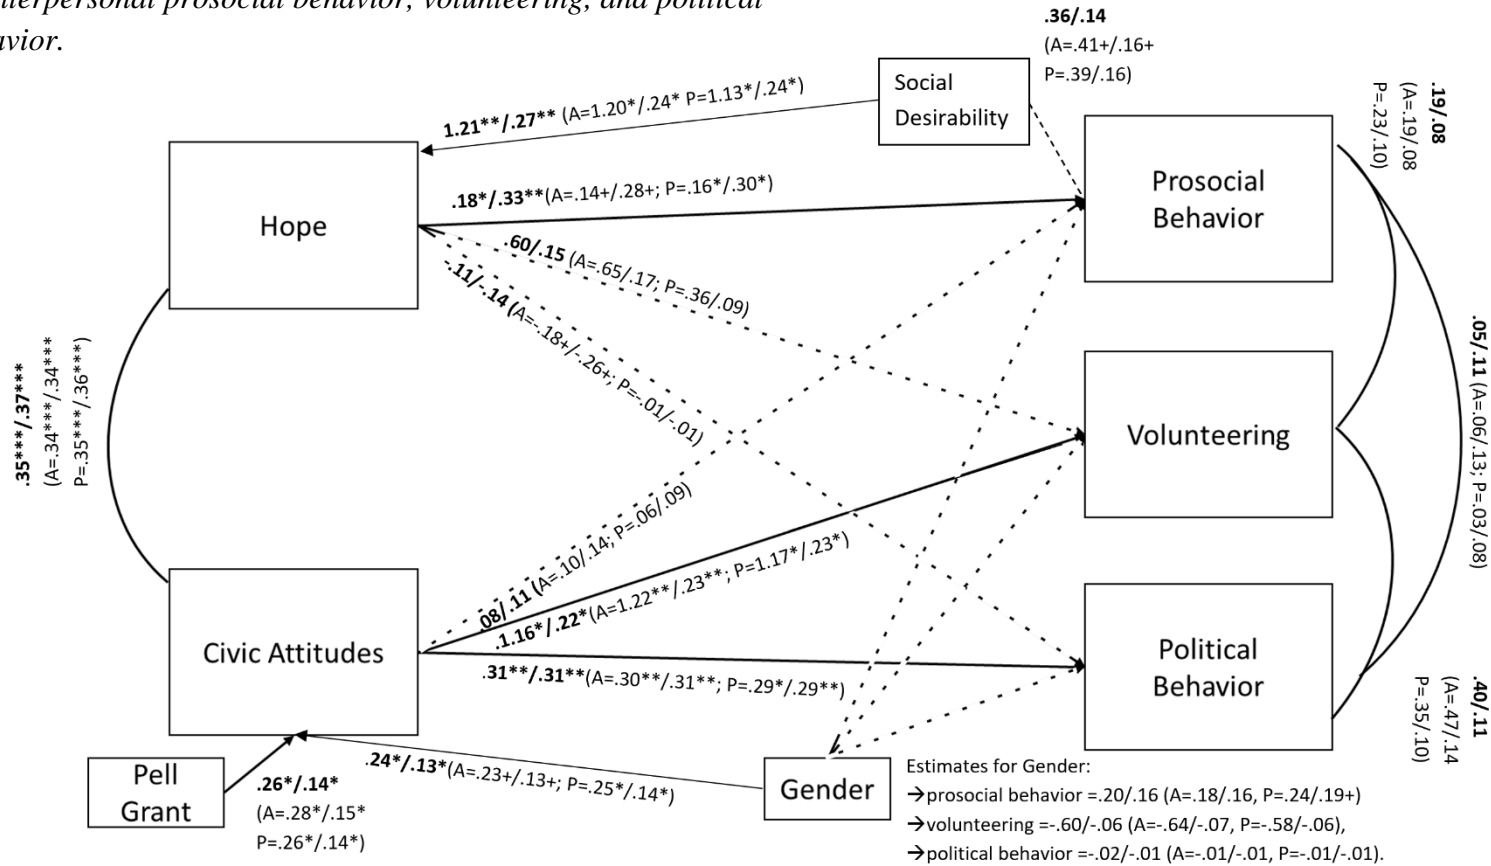 nterpersonal prosocial behavior, volunteering, and political
avior.
.36/.14
(A=.41+/.16+
P=.39/.16)
Social
Desirability
1.21**/.27** (A=1.20*/.24* P=1.13*/.24*)
.19/.08
(A=.19/.08
P=.23/.10)
Hope
.18*/.33**(A=.14+/.28+; P=.16*/.30*)
Prosocial
Behavior
.60/.15 (A=.65/.17; P=.36/.09)
-.11/-.14 (A=-.18+/-.26+; P=-.01/-.01)
.35***/.37***
(A=.34***/.34***
P=.35***/.36***)
Volunteering
.05/.11 (A=.06/.13; P=.03/.08)
.08/.11 (A=.10/.14; P=.06/.09)
.1.16*/.22*(A=1.22**/.23**; P=1.17*/.23*)
Civic Attitudes
.31**/.31**(A=.30**/.31**; P=.29*/.29**)
Political
Behavior
.40/.11
(A=.47/.14
P=.35/.10)
Pell
Grant
.26*/.14*
(A=.28*/.15*
P=.26*/.14*)
.24*/.13*(A=.23+/.13+; P=.25*/.14*)
Gender
Estimates for Gender:
→prosocial behavior =.20/.16 (A=.18/.16, P=.24/.19+)
→volunteering =-.60/-.06 (A=-.64/-.07, P=-.58/-.06),
→political behavior =-.02/-.01 (A=-.01/-.01, P=-.01/-.01).